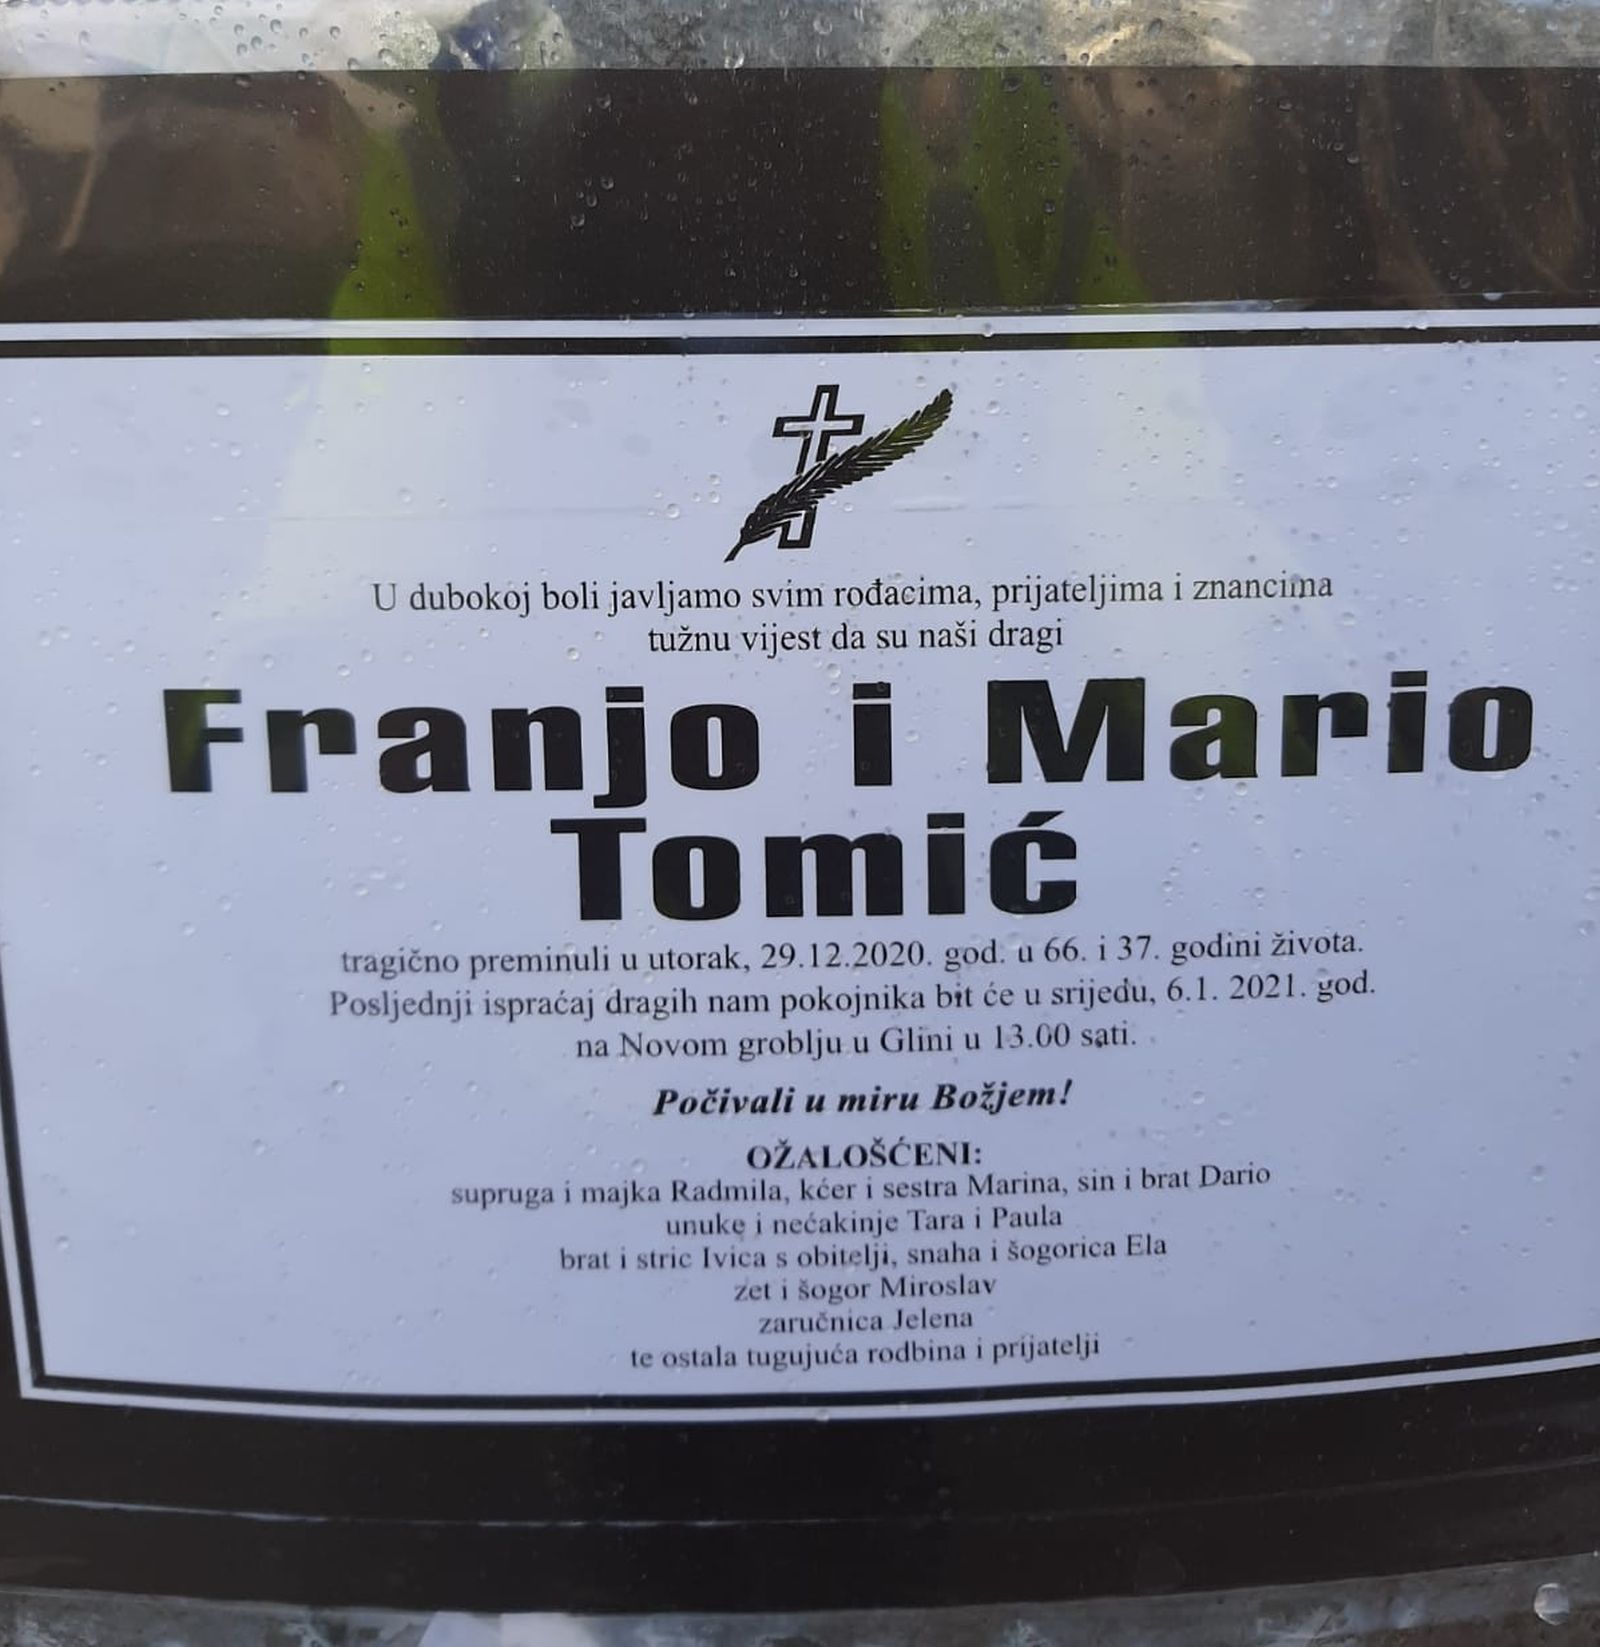 U dubokoj boli javljamo svim rođacima, prijateljima i znancima
tužnu vijest da su naši dragi
Franjo i Mario
Tomić
tragično preminuli u utorak, 29.12.2020. god. u 66. i 37. godini života.
Posljednji ispraćaj dragih nam pokojnika bit će u srijedu, 6.1. 2021. god.
na Novom groblju u Glini u 13.00 sati.
Počivali u miru Božjem!
OŽALOŠĆENI:
supruga i majka Radmila, kćer i sestra Marina, sin i brat Dario
unuke i nećakinje Tara i Paula
brat i stric Ivica s obitelji, snaha i šogorica Ela
zet i šogor Miroslav
zaručnica Jelena
te ostala tugujuća rodbina i prijatelji